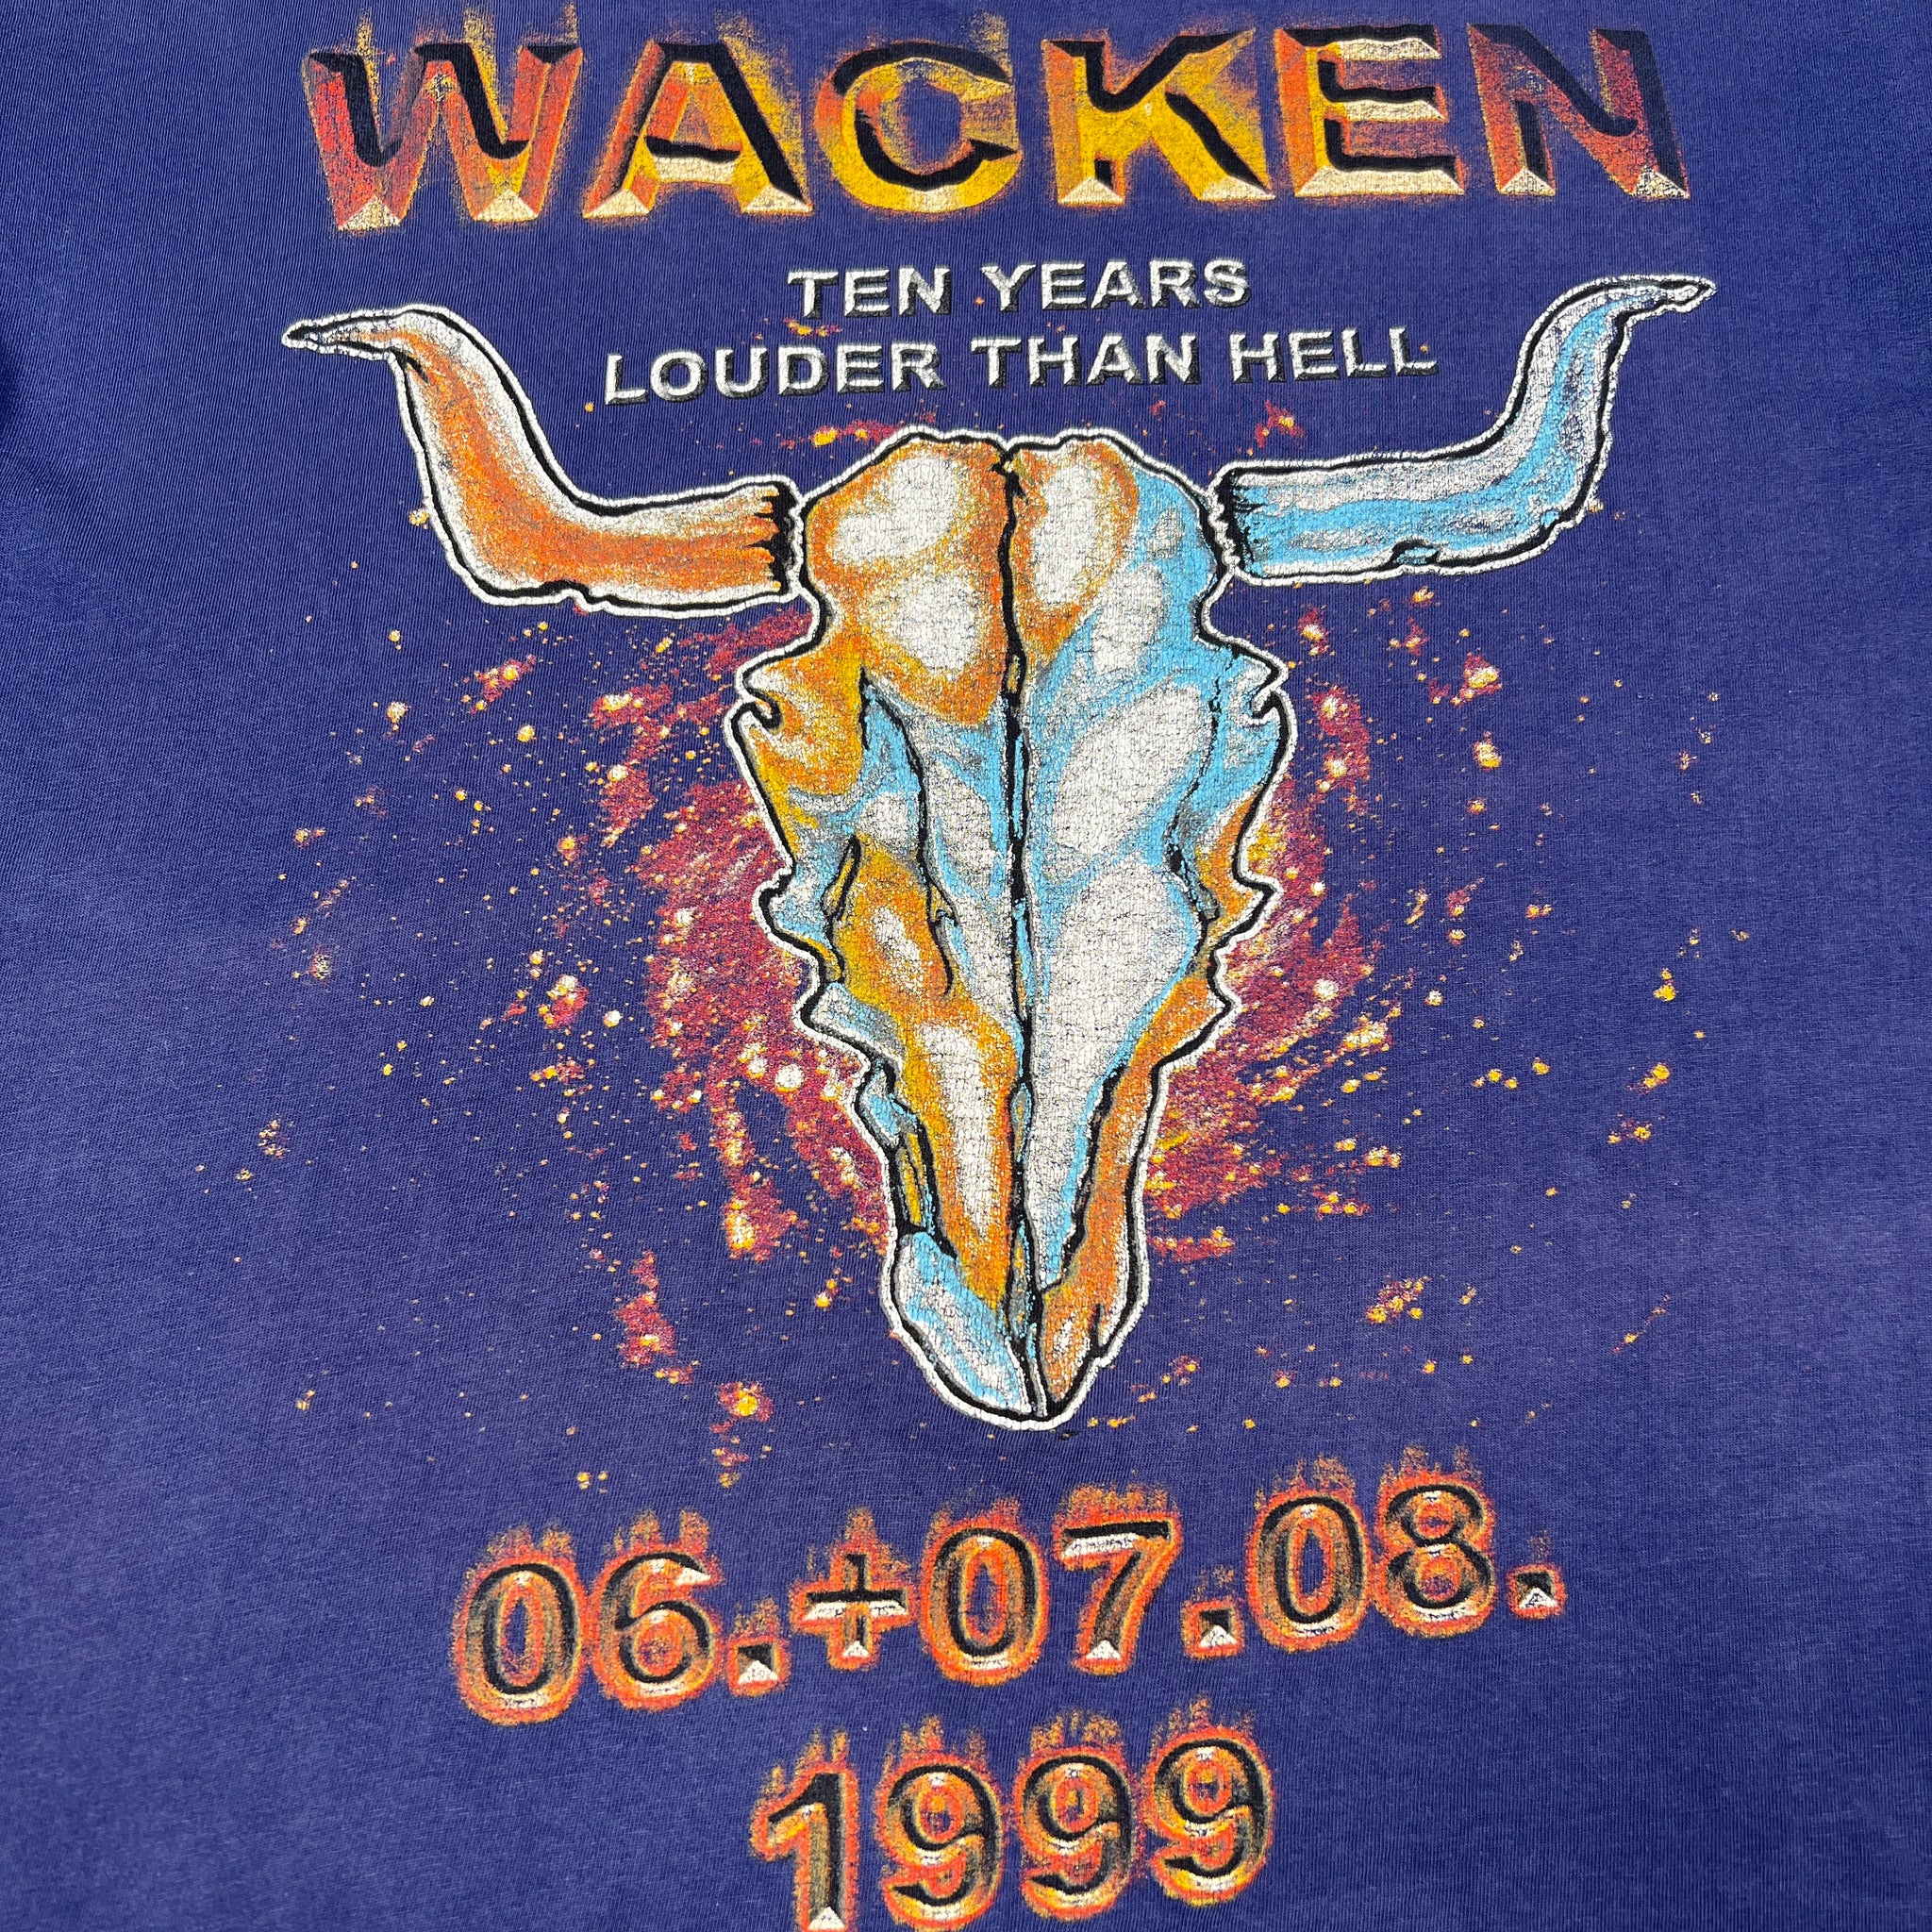 WACKEN
TEN YEARS
LOUDER THAN HELL
06.+07.08.
1999